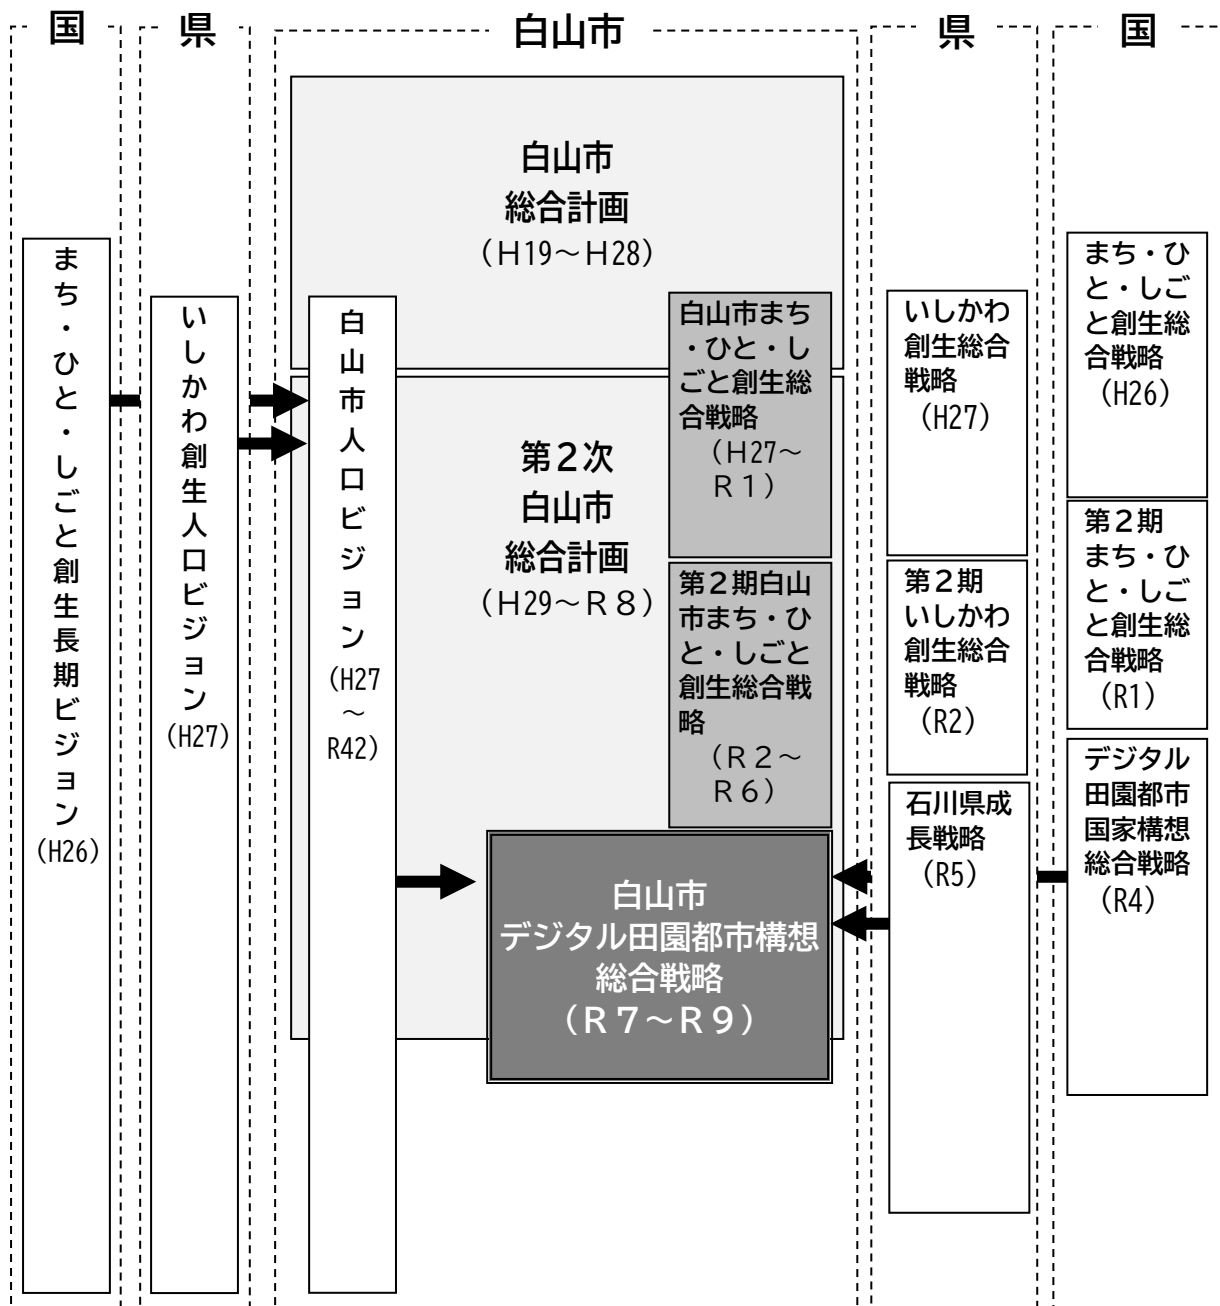 国
県
白山市
県
国
まち・ひと・しごと創生長期ビジョン
(H26)
いしかわ創生人口ビジョン
(H27)
白山市人口ビジョン
(H27
～
R42)
白山市
総合計画
（H19～H28）
第２次
白山市
総合計画
（H29～R８）
白山市まち
・ひと・し
ごと創生総
合戦略
（H27～
R１）
第２期白山
市まち・ひ
と・しごと
創生総合戦
略
（R２～
R６）
白山市
デジタル田園都市構想
総合戦略
（R７～R９）
いしかわ
創生総合
戦略
（H27）
第２期
いしかわ
創生総合
戦略
（R2）
石川県成
長戦略
（R5）
まち・ひ
と・しご
と創生総
合戦略
（H26）
第２期
まち・ひ
と・しご
と創生総
合戦略
（R1）
デジタル
田園都市
国家構想
総合戦略
（R4）